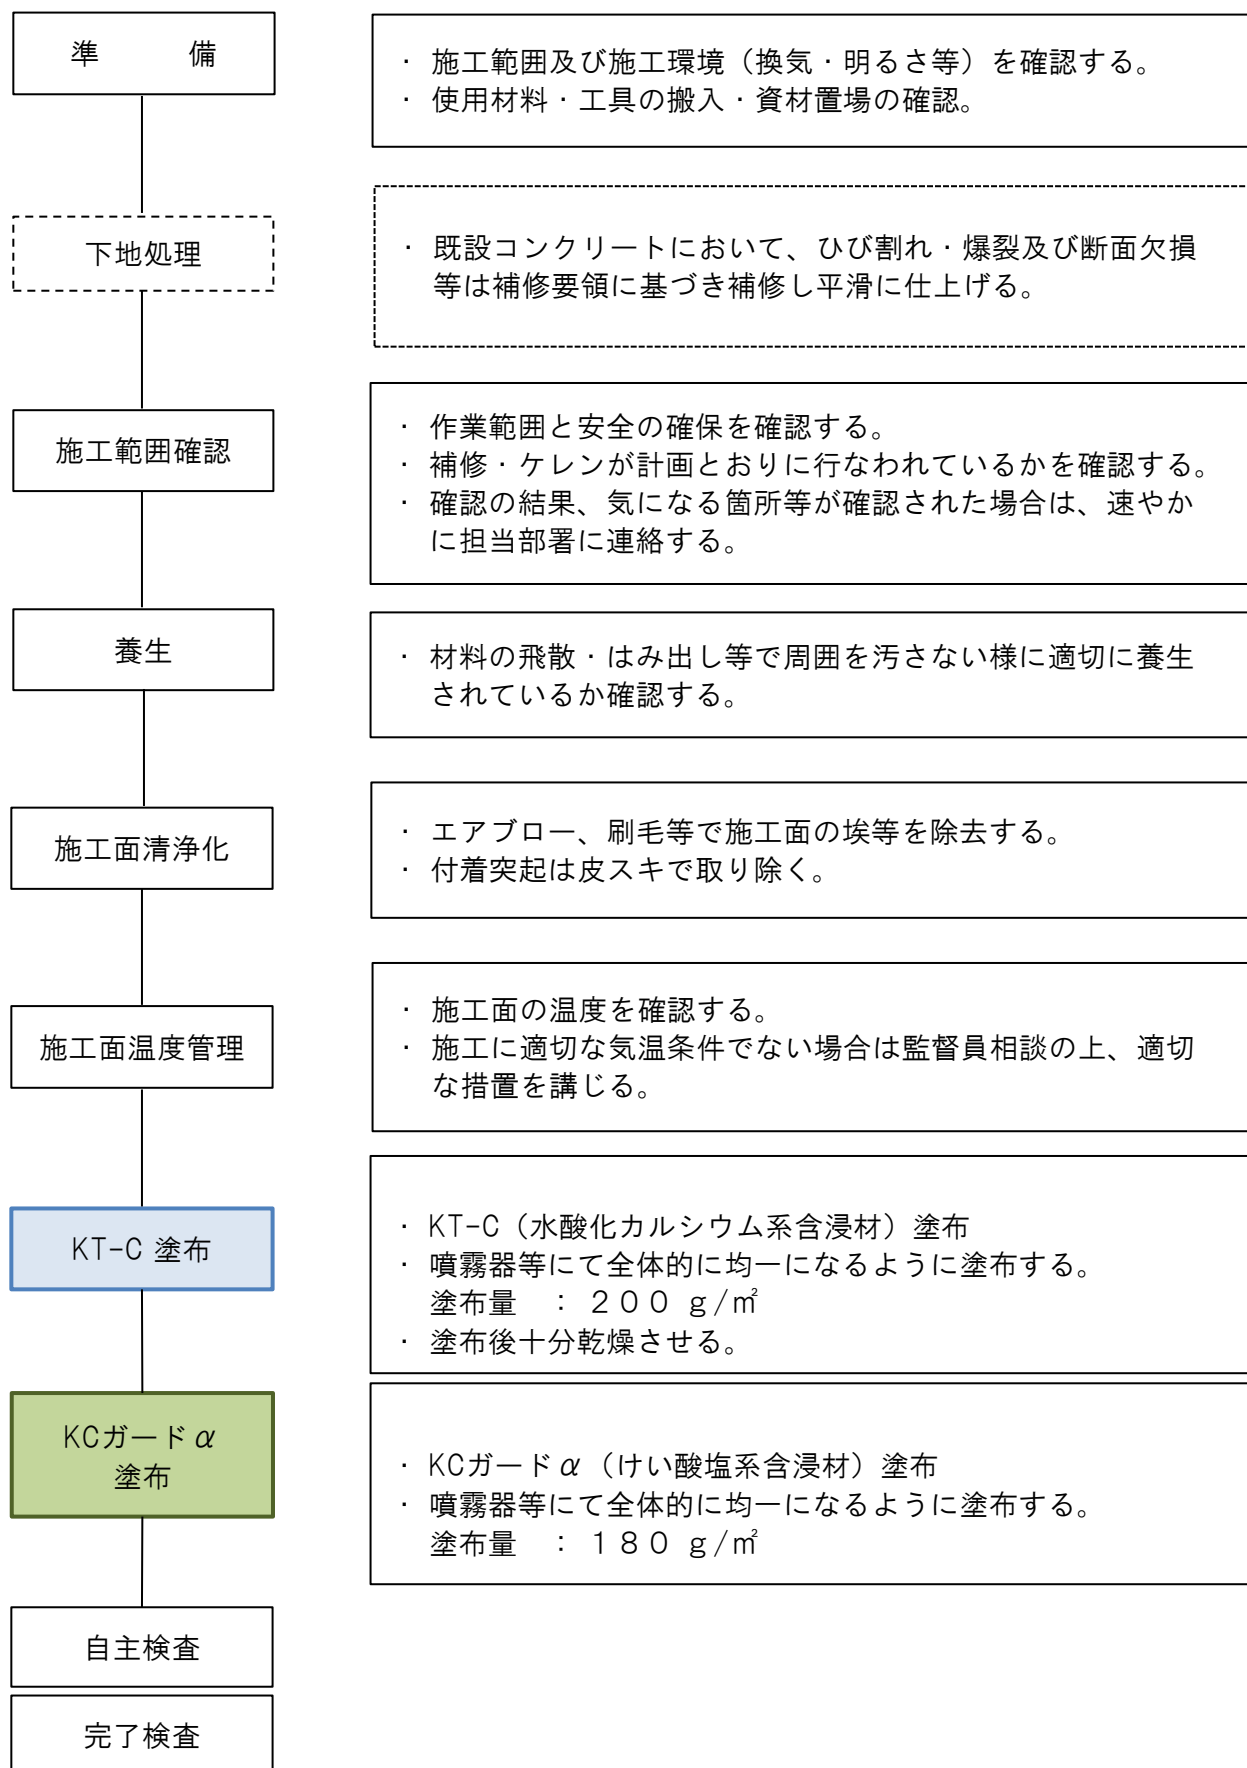 準　　備
・ 施工範囲及び施工環境（換気・明るさ等）を確認する。
・ 使用材料・工具の搬入・資材置場の確認。
下地処理
・ 既設コンクリートにおいて、ひび割れ・爆裂及び断面欠損
等は補修要領に基づき補修し平滑に仕上げる。
施工範囲確認
・ 作業範囲と安全の確保を確認する。
・ 補修・ケレンが計画とおりに行なわれているかを確認する。
・ 確認の結果、気になる箇所等が確認された場合は、速やか
に担当部署に連絡する。
養生
・ 材料の飛散・はみ出し等で周囲を汚さない様に適切に養生
されているか確認する。
施工面清浄化
・ エアブロー、刷毛等で施工面の埃等を除去する。
・ 付着突起は皮スキで取り除く。
施工面温度管理
・ 施工面の温度を確認する。
・ 施工に適切な気温条件でない場合は監督員相談の上、適切
な措置を講じる。
KT-C 塗布
・ KT-C（水酸化カルシウム系含浸材）塗布
・ 噴霧器等にて全体的に均一になるように塗布する。
塗布量　：２００ g/㎡
・ 塗布後十分乾燥させる。
KCガードα
塗布
・ KCガードα（けい酸塩系含浸材）塗布
・ 噴霧器等にて全体的に均一になるように塗布する。
塗布量　：１８０ g/㎡
自主検査
完了検査